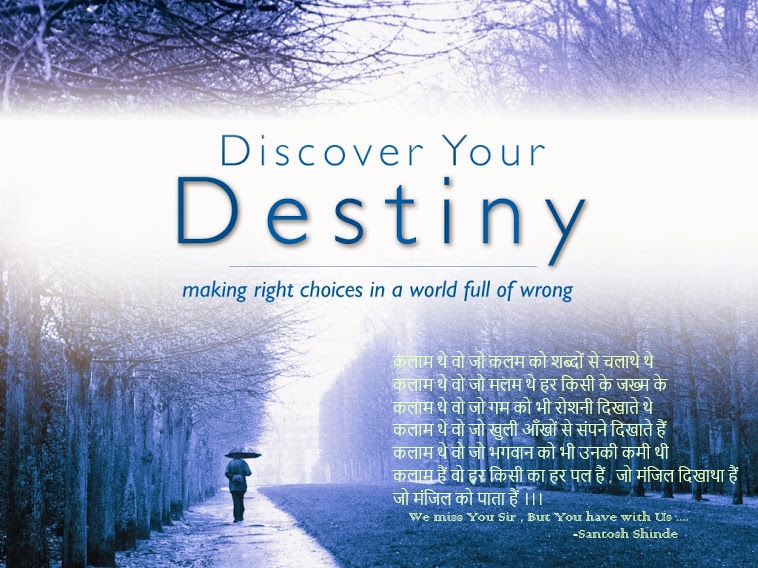 Discover Your
Destiny
making right choices in a world full of wrong
कलाम थे वो जो कलम को शब्दों से चलाथे थे
कलाम थे वो जो मलम थे हर किसी के जख्म के
कलाम थे वो जो गम को भी रोशनी दिखाते थे
कलाम थे वो जो खुली आँखों से संपने दिखाते हैं
कलाम थे वो जो भगवान को भी उनकी कमी थी
कलाम हैं वो हर किसी का हर पल हैं , जो मंजिल दिखाथा हैं
जो मंजिल को पाता हैं ।।।
We miss You Sir , But You have with Us ....
-Santosh Shinde